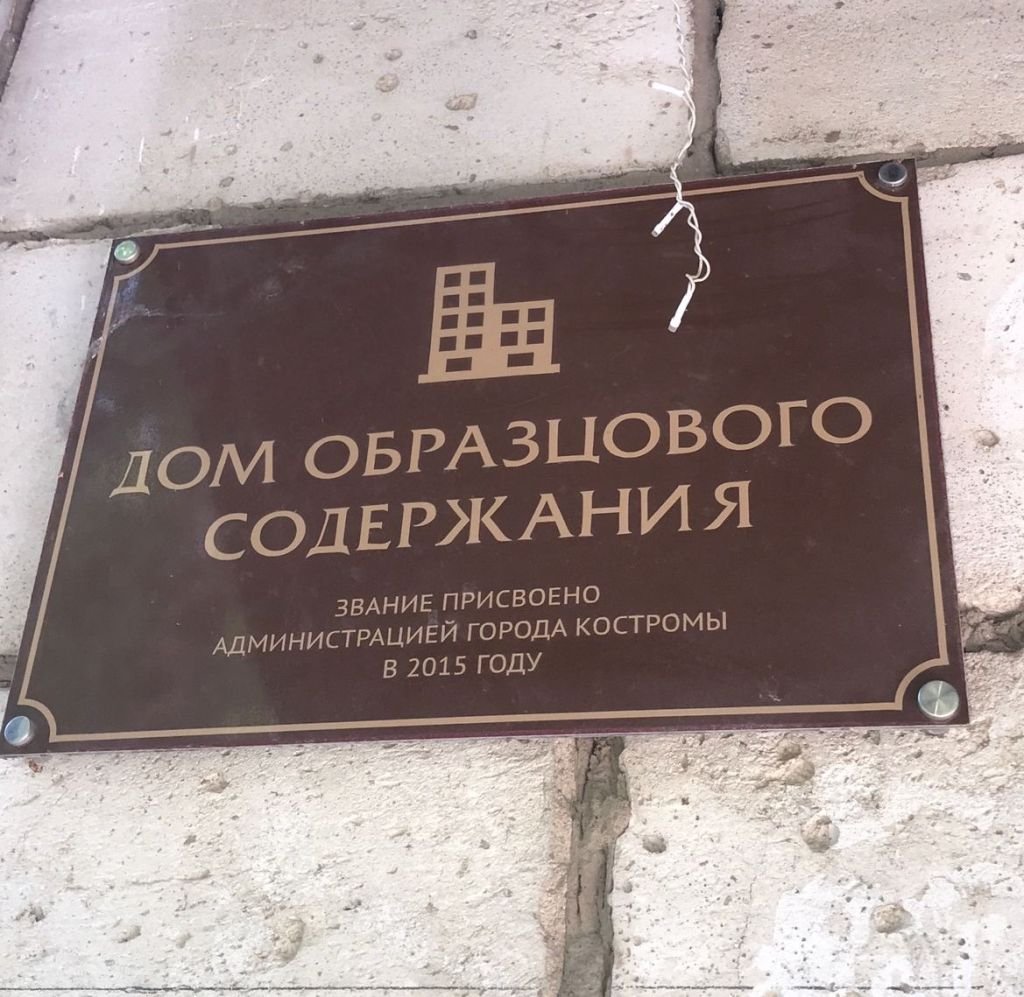 ДОМ ОБРАЗЦОВОГО
СОДЕРЖАНИЯ
ЗВАНИЕ ПРИСВОЕНО
АДМИНИСТРАЦИЕЙ ГОРОДА КОСТРОМЫ
В 2015 ГОДУ